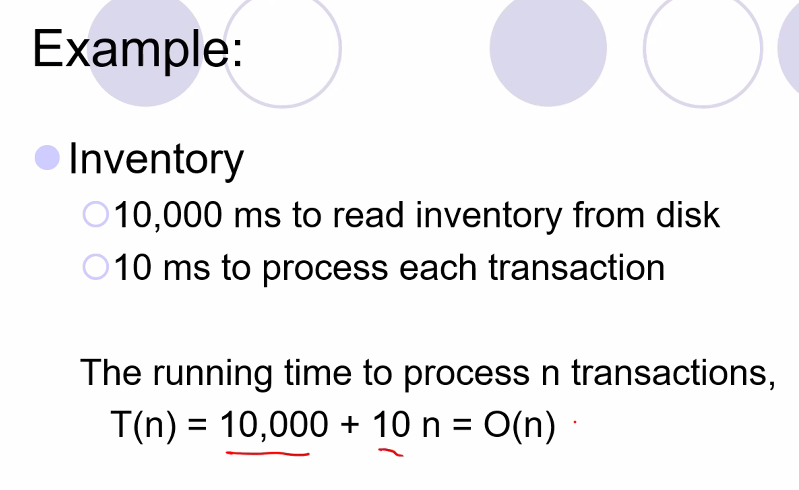 Example:
Inventory
10,000 ms to read inventory from disk
10 ms to process each transaction
The running time to process n transactions,
T(n) = 10,000 + 10 n = O(n)